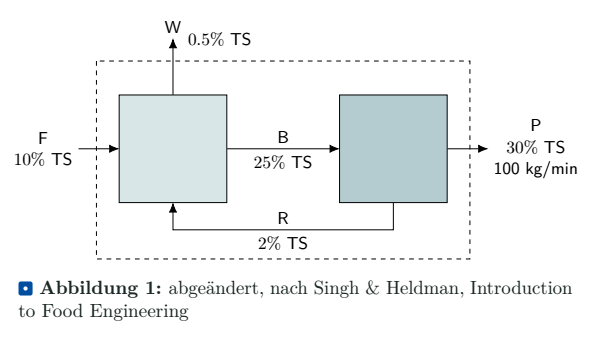 W
0.5% TS
F
10% TS
B
25% TS
P
30% TS
100 kg/min
R
2% TS
Abbildung 1: abgeändert, nach Singh & Heldman, Introduction
to Food Engineering